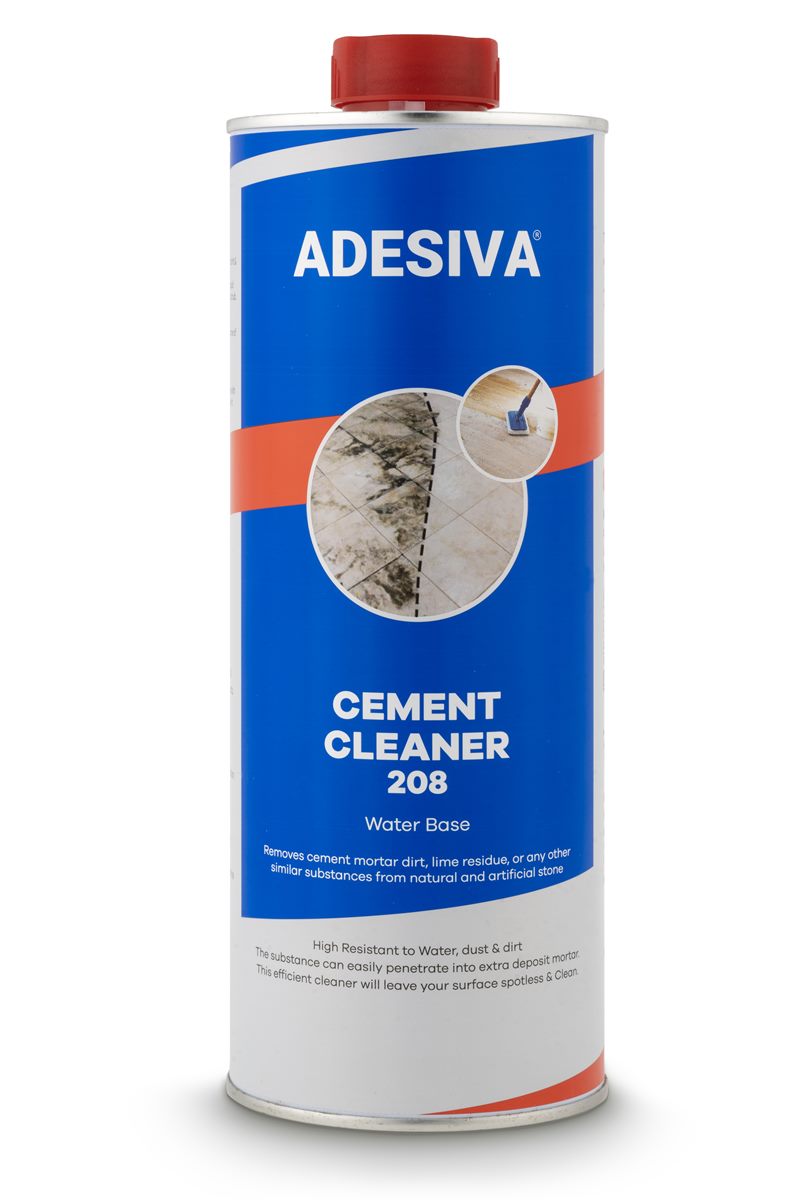 ADESIVA®
CEMENT
CLEANER
208
Water Base
Removes cement mortar dirt, lime residue, or any other
similar substances from natural and artificial stone
High Resistant to Water, dust & dirt
The substance can easily penetrate into extra deposit mortar.
This efficient cleaner will leave your surface spotless & Clean.